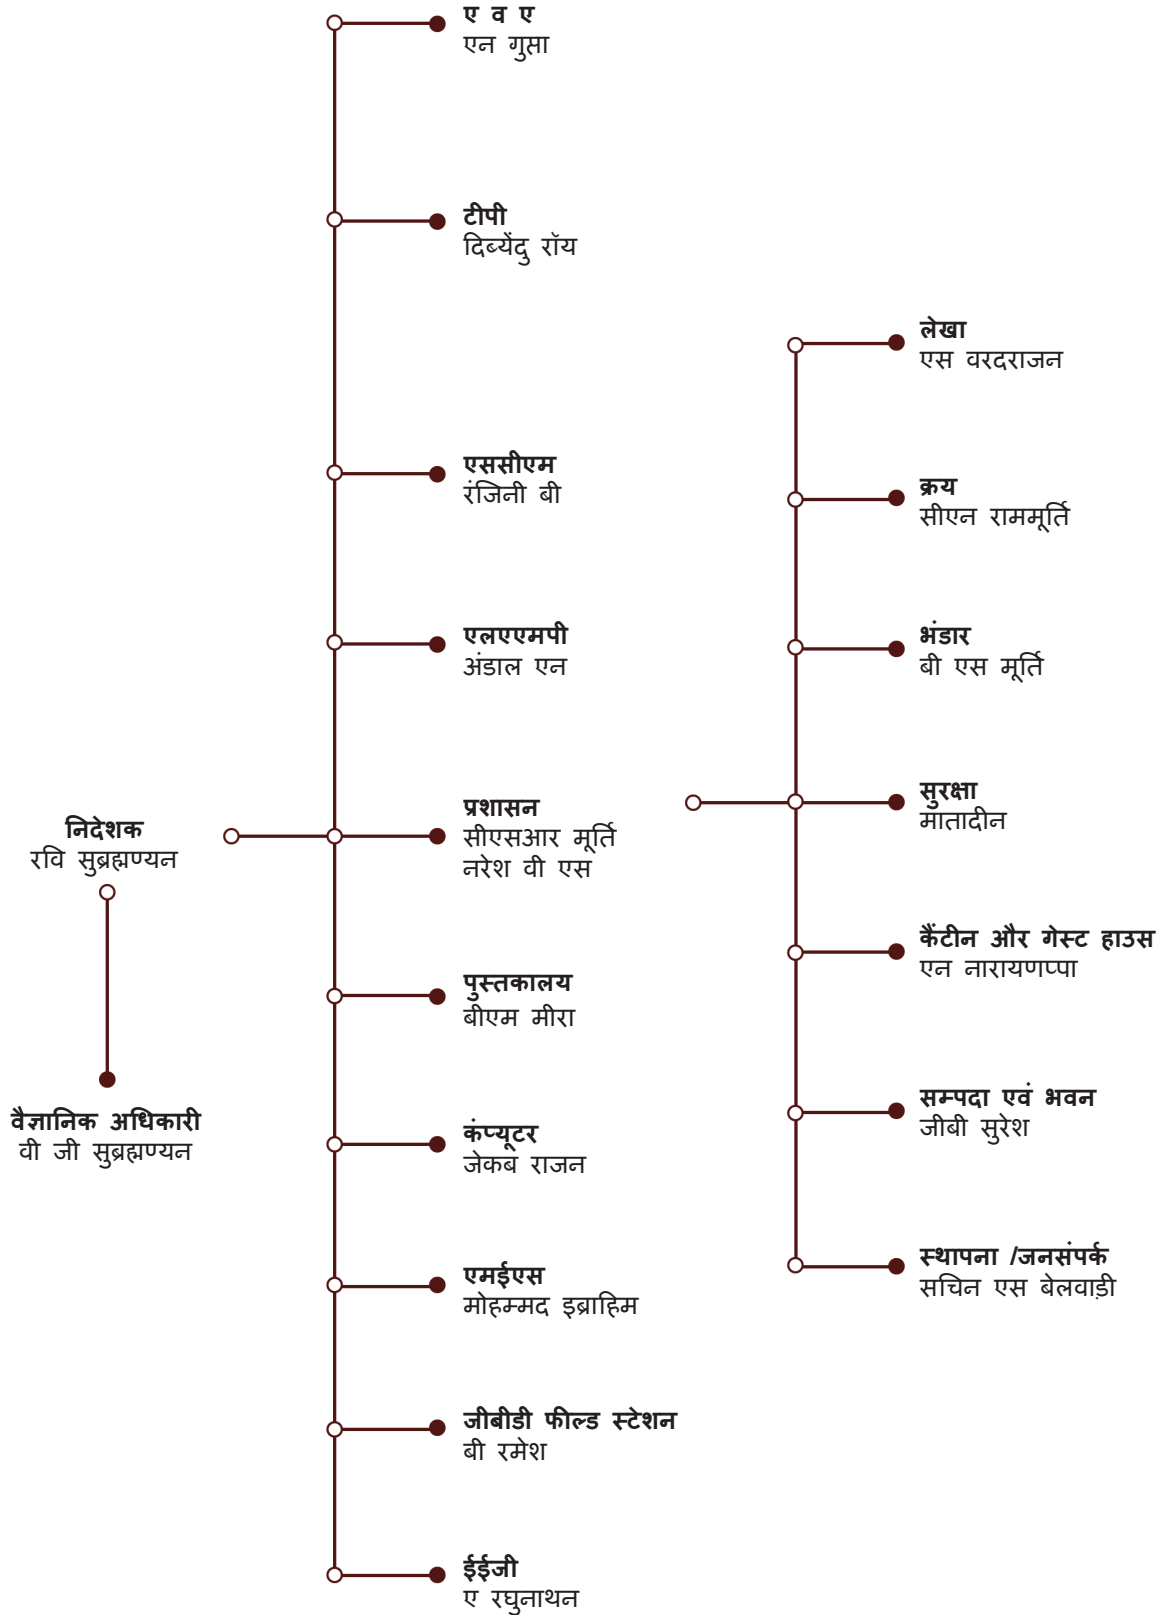 निदेशक
रवि सुब्रह्मण्यन
वैज्ञानिक अधिकारी
वी जी सुब्रह्मण्यन
ए व ए
एन गुप्ता
टीपी
दिब्येंदु रॉय
एससीएम
रंजिनी बी
एलएएमपी
अंडाल एन
प्रशासन
सीएसआर मूर्ति
नरेश वी एस
पुस्तकालय
बीएम मीरा
कंप्यूटर
जेकब राजन
एमईएस
मोहम्मद इब्राहिम
जीबीडी फील्ड स्टेशन
बी रमेश
ईईजी
ए रघुनाथन
लेखा
एस वरदराजन
क्रय
सीएन राममूर्ति
भंडार
बी एस मूर्ति
सुरक्षा
मातादीन
कैंटीन और गेस्ट हाउस
एन नारायणप्पा
सम्पदा एवं भवन
जीबी सुरेश
स्थापना /जनसंपर्क
सचिन एस बेलवाड़ी